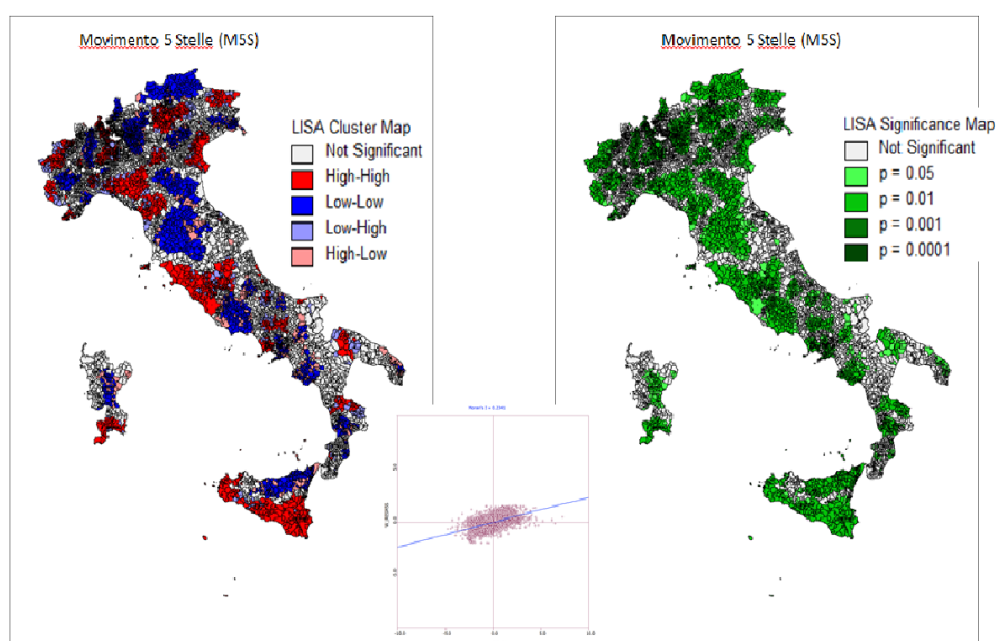 Movimento 5 Stelle (M5S)
LISA Cluster Map
Not Significant
High-High
Low-Low
Low-High
High-Low
Movimento 5 Stelle (M5S)
LISA Significance Map
Not Significant
p = 0.05
p = 0.01
p = 0.001
p = 0.0001